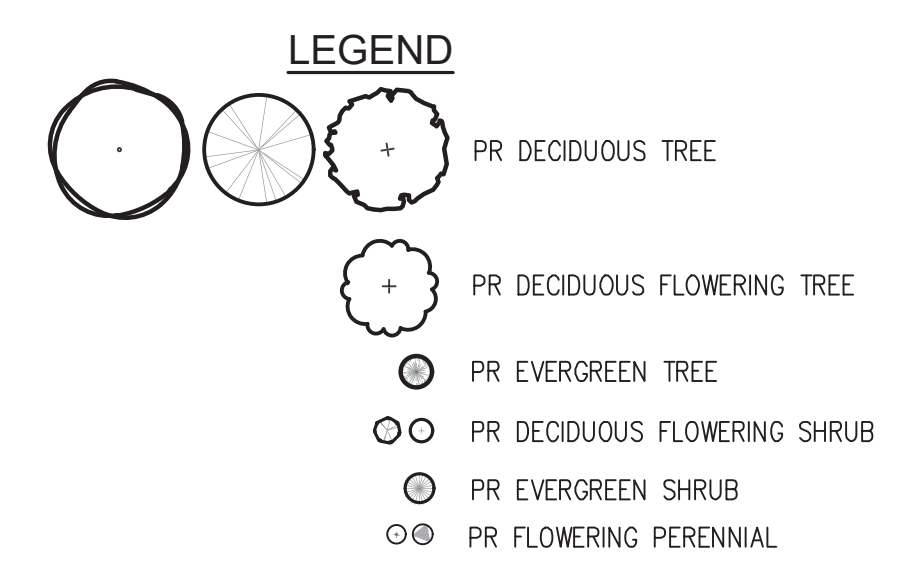 LEGEND
PR DECIDUOUS TREE
PR DECIDUOUS FLOWERING TREE
PR EVERGREEN TREE
PR DECIDUOUS FLOWERING SHRUB
PR EVERGREEN SHRUB
PR FLOWERING PERENNIAL